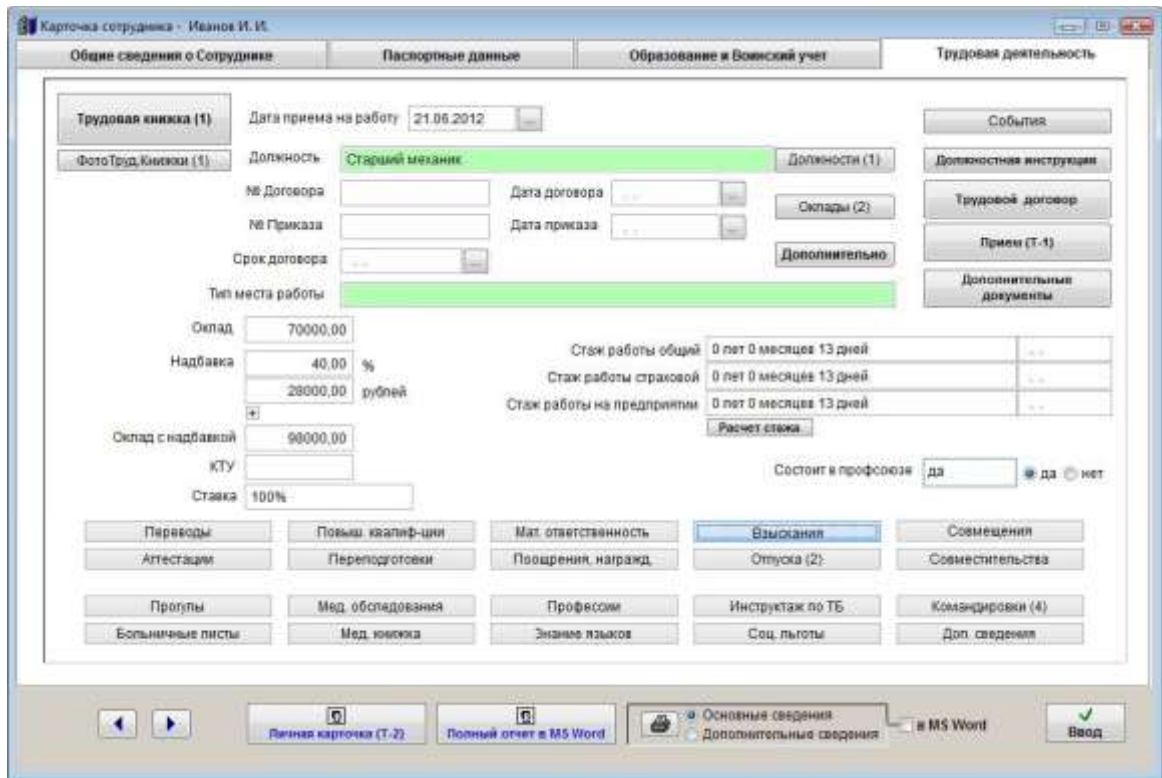 Карточка сотрудника - Иванов И. И.
Общие сведения о Сотруднике Паспортные данные Образование и Воинский учет Трудовая деятельность
Трудовая книжка (1) Дата приема на работу 21.06.2012 ... События
ФотоТруд.Книжки (1) Должность Старший механик Должности (1) Должностная инструкция
№ Договора Дата договора . . ... Оклады (2) Трудовой договор
№ Приказа Дата приказа . . ... Прием (Т-1)
Срок договора . . ... Дополнительно Дополнительные документы
Тип места работы
Оклад 70000,00
Стаж работы общий 0 лет 0 месяцев 13 дней . .
Надбавка 40,00 %
Стаж работы страховой 0 лет 0 месяцев 13 дней . .
28000,00 рублей
Стаж работы на предприятии 0 лет 0 месяцев 13 дней . .
+
Расчет стажа
Оклад с надбавкой 98000,00
КТУ Состоит в профсоюзе да да нет
Ставка 100%
Переводы Повыш. квалиф-ции Мат. ответственность Взыскания Совмещения
Аттестации Переподготовки Поощрения, награжд. Отпуска (2) Совместительства
Прогулы Мед. обследования Профессии Инструктаж по ТБ Командировки (4)
Больничные листы Мед. книжка Знание языков Соц. льготы Доп. сведения
Личная карточка (Т-2) Полный отчет в MS Word Основные сведения Дополнительные сведения в MS Word Ввод